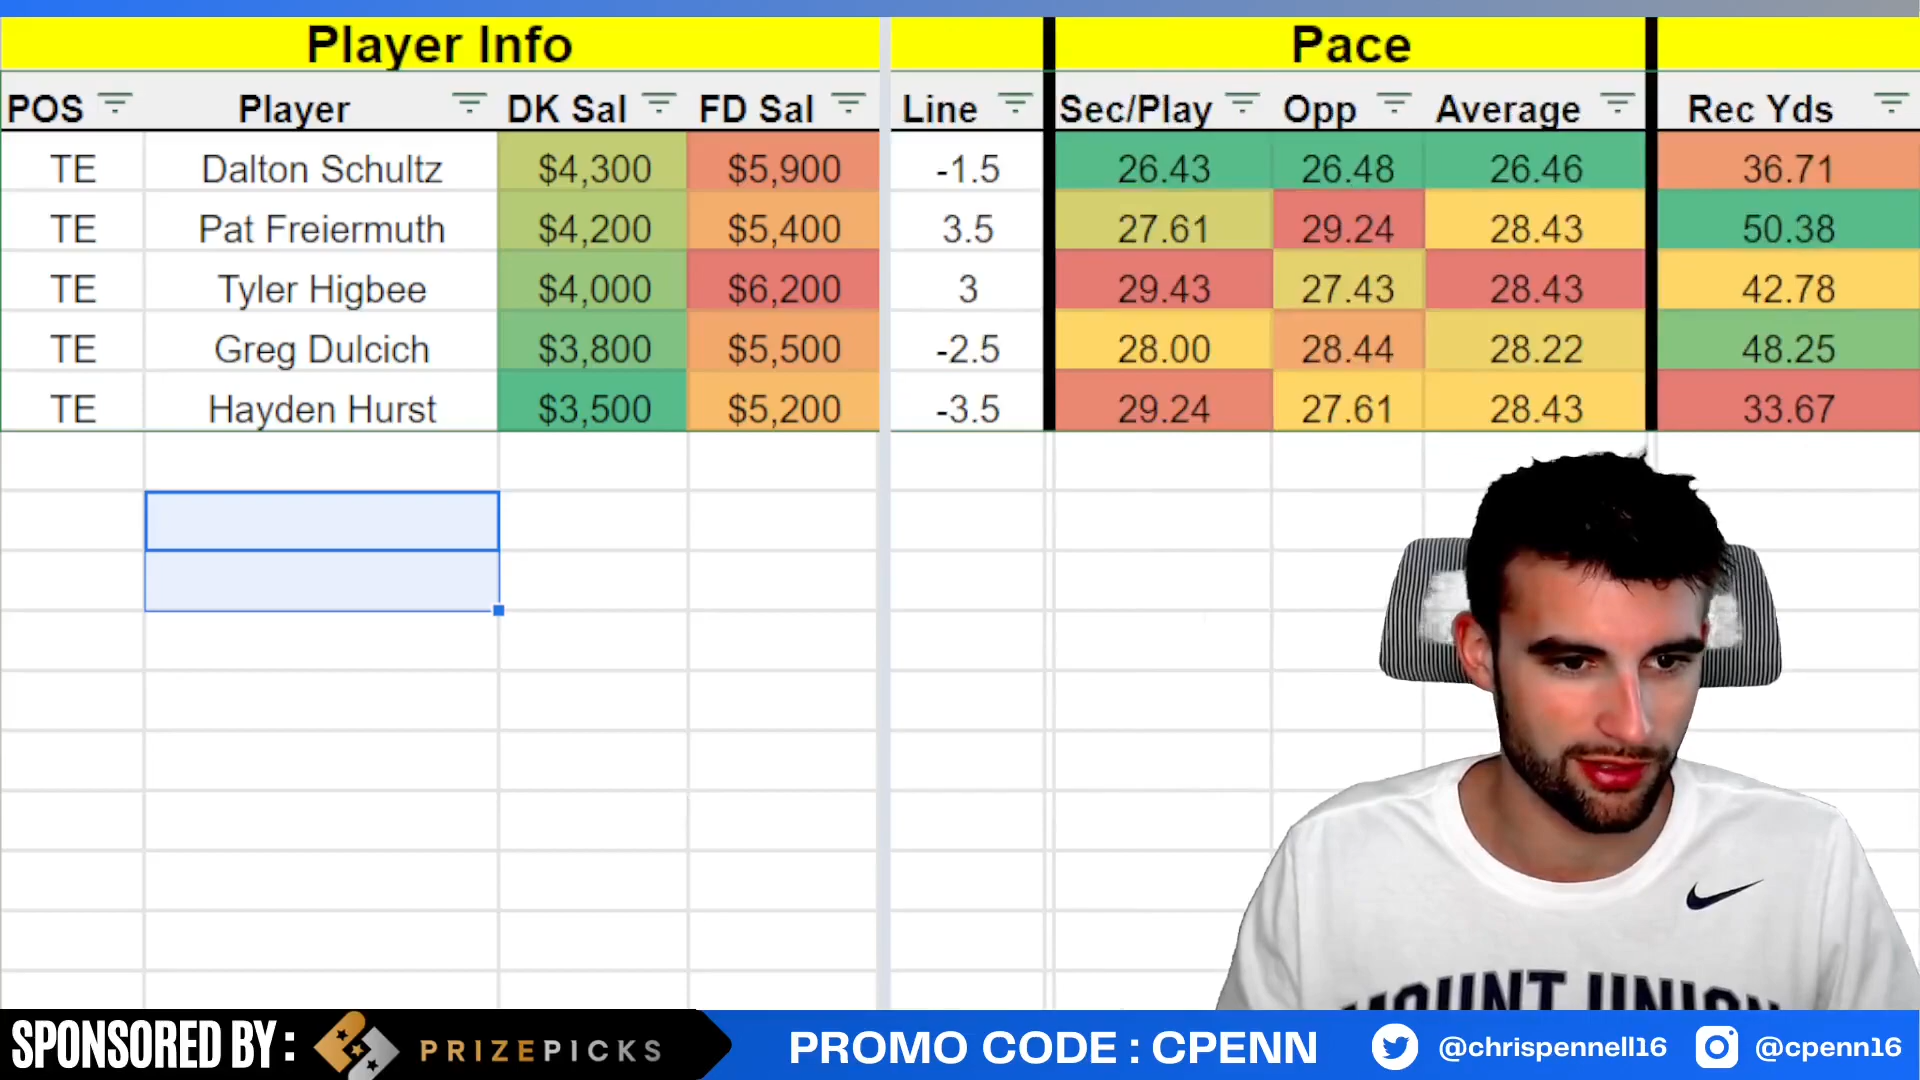 Player Info Pace
POS Player DK Sal FD Sal Line Sec/Play Opp Average Rec Yds
TE Dalton Schultz $4,300 $5,900 -1.5 26.43 26.48 26.46 36.71
TE Pat Freiermuth $4,200 $5,400 3.5 27.61 29.24 28.43 50.38
TE Tyler Higbee $4,000 $6,200 3 29.43 27.43 28.43 42.78
TE Greg Dulcich $3,800 $5,500 -2.5 28.00 28.44 28.22 48.25
TE Hayden Hurst $3,500 $5,200 -3.5 29.24 27.61 28.43 33.67
MOUNT UNION
SPONSORED BY : PRIZEPICKS PROMO CODE : CPENN @chrispennell16 @cpenn16